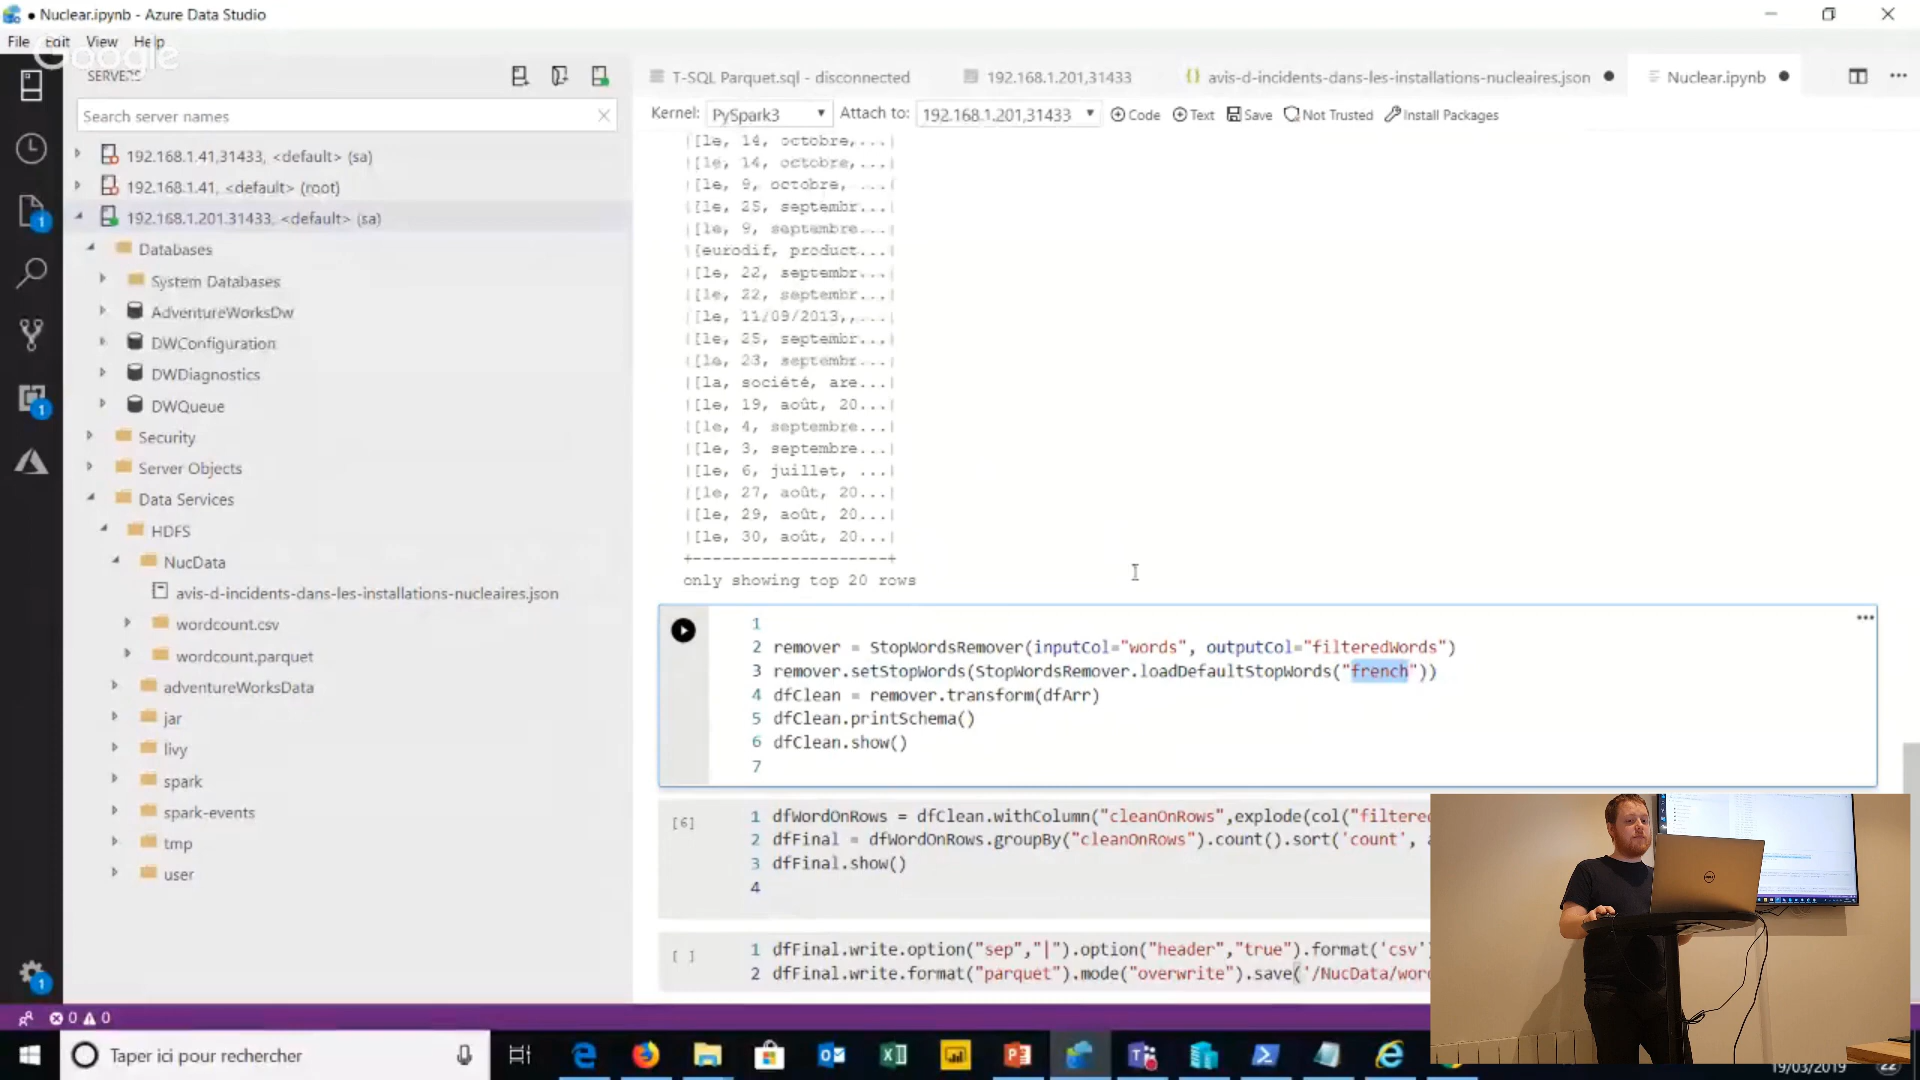 Nuclear.ipynb - Azure Data Studio
File Edit View Help
Google
SERVERS
Search server names
192.168.1.41,31433, <default> (sa)
192.168.1.41, <default> (root)
192.168.1.201.31433, <default> (sa)
Databases
System Databases
AdventureWorksDw
DWConfiguration
DWDiagnostics
DWQueue
Security
Server Objects
Data Services
HDFS
NucData
avis-d-incidents-dans-les-installations-nucleaires.json
wordcount.csv
wordcount.parquet
adventureWorksData
jar
livy
spark
spark-events
tmp
user
1
1
1
T-SQL Parquet.sql - disconnected
192.168.1.201,31433
{} avis-d-incidents-dans-les-installations-nucleaires.json
Nuclear.ipynb
Kernel: PySpark3 Attach to: 192.168.1.201,31433 Code Text Save Not Trusted Install Packages
|[le, 14, octobre,...|
|[le, 14, octobre,...|
|[le, 9, octobre, ...|
|[le, 25, septembr...|
|[le, 9, septembre...|
|[eurodif, product...|
|[le, 22, septembr...|
|[le, 22, septembr...|
|[le, 11/09/2013,,...|
|[le, 25, septembr...|
|[le, 23, septembr...|
|[la, société, are...|
|[le, 19, août, 20...|
|[le, 4, septembre...|
|[le, 3, septembre...|
|[le, 6, juillet, ...|
|[le, 27, août, 20...|
|[le, 29, août, 20...|
|[le, 30, août, 20...|
+--------------------+
only showing top 20 rows
1
2 remover = StopWordsRemover(inputCol="words", outputCol="filteredWords")
3 remover.setStopWords(StopWordsRemover.loadDefaultStopWords("french"))
4 dfClean = remover.transform(dfArr)
5 dfClean.printSchema()
6 dfClean.show()
7
[6]
1 dfWordOnRows = dfClean.withColumn("cleanOnRows",explode(col("filtered
2 dfFinal = dfWordOnRows.groupBy("cleanOnRows").count().sort('count',
3 dfFinal.show()
4
[ ]
1 dfFinal.write.option("sep","|").option("header","true").format('csv')
2 dfFinal.write.format("parquet").mode("overwrite").save('/NucData/wor
0 0
DELL
Taper ici pour rechercher
19/03/2019
22